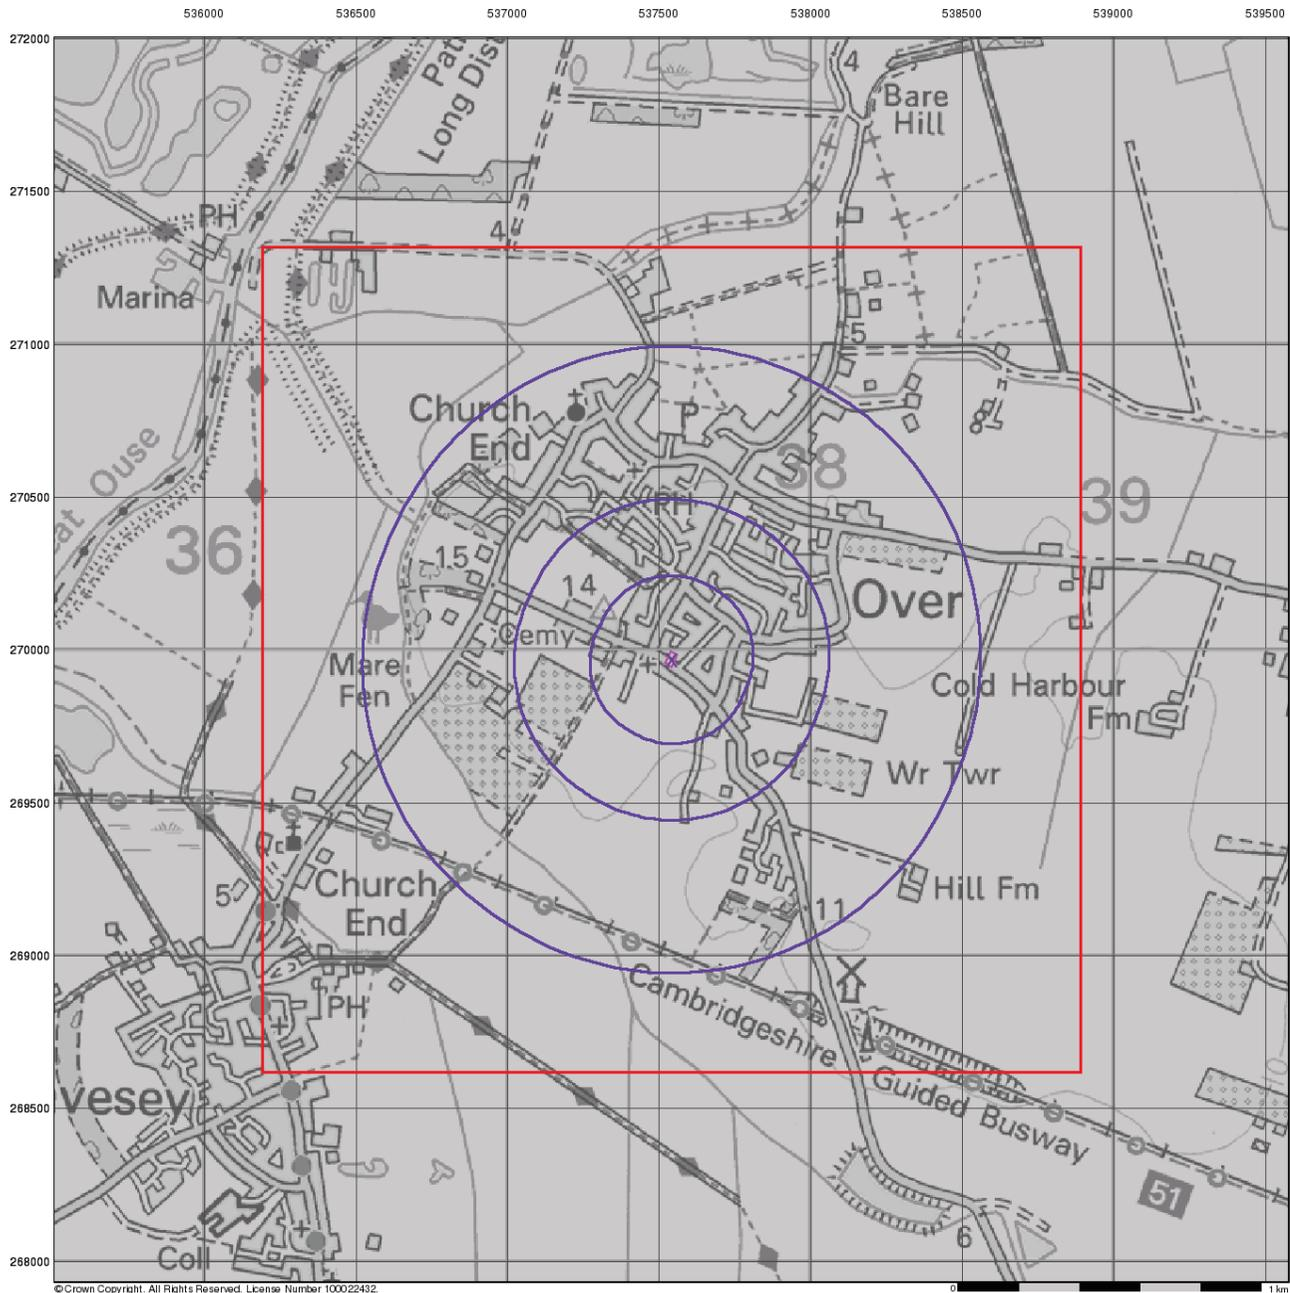 536000 536500 537000 537500 538000 538500 539000 539500
272000
Path
Long Dist
4
Bare
Hill
271500
PH
4
Marina
271000
5
Church
End
P
8
Ouse
38
270500
PH
39
36
15
14
Over
Cemy
270000
Mare
Fen
Cold Harbour
Fm
Wr Twr
269500
5
Church
End
Hill Fm
11
269000
PH
Cambridgeshire
Guided Busway
vesey
268500
51
6
Coll
268000
© Crown Copyright. All Rights Reserved. License Number 100022432.
0 1 km